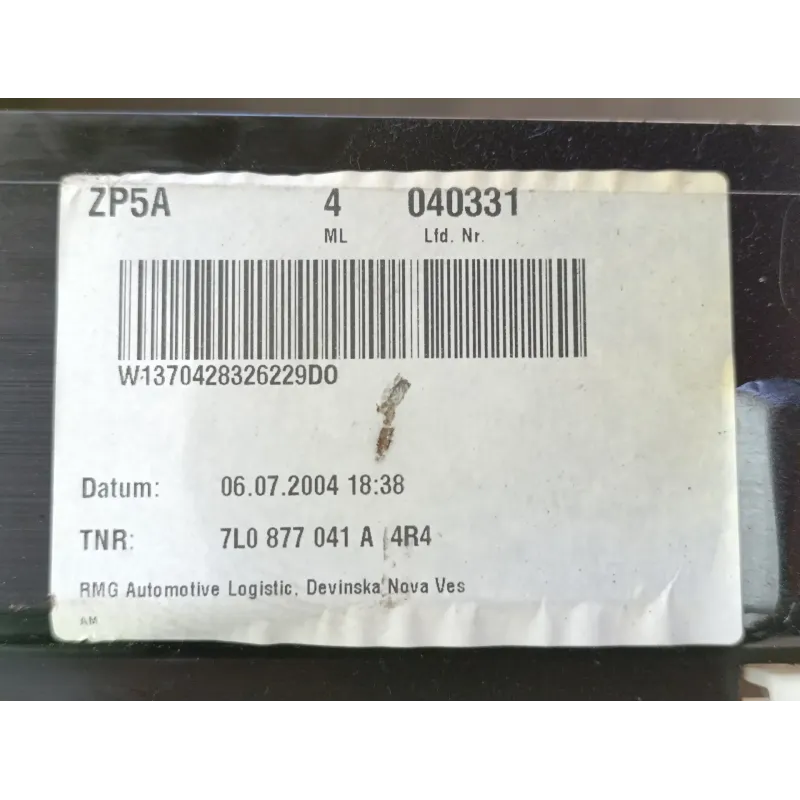 ZP5A 4 040331
ML Lfd. Nr.
W1370428326229D0
Datum: 06.07.2004 18:38
TNR: 7L0 877 041 A 4R4
RMG Automotive Logistic, Devinska Nova Ves
AM